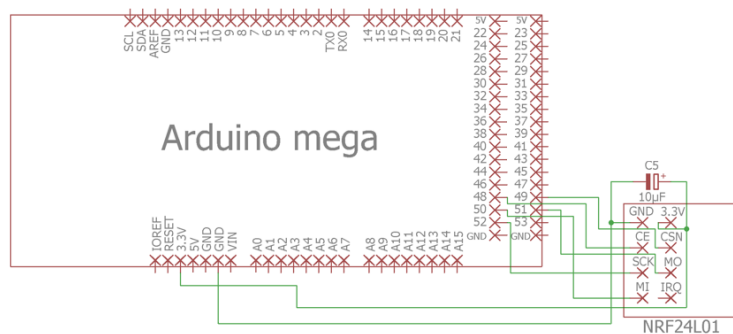 SCL
SDA
AREF
GND
13
12
11
10
9
8
7
6
5
4
3
2
TX0
RX0
14
15
16
17
18
19
20
21
5V 5V
22 23
24 25
26 27
28 29
30 31
32 33
34 35
36 37
38 39
40 41
42 43
44 45
46 47
48 49
50 51
52 53
GND GND
Arduino mega
IOREF
RESET
3.3V
5V
GND
GND
VIN
A0
A1
A2
A3
A4
A5
A6
A7
A8
A9
A10
A11
A12
A13
A14
A15
C5
+
10µF
GND 3.3V
CE CSN
SCK MO
MI IRQ
NRF24L01